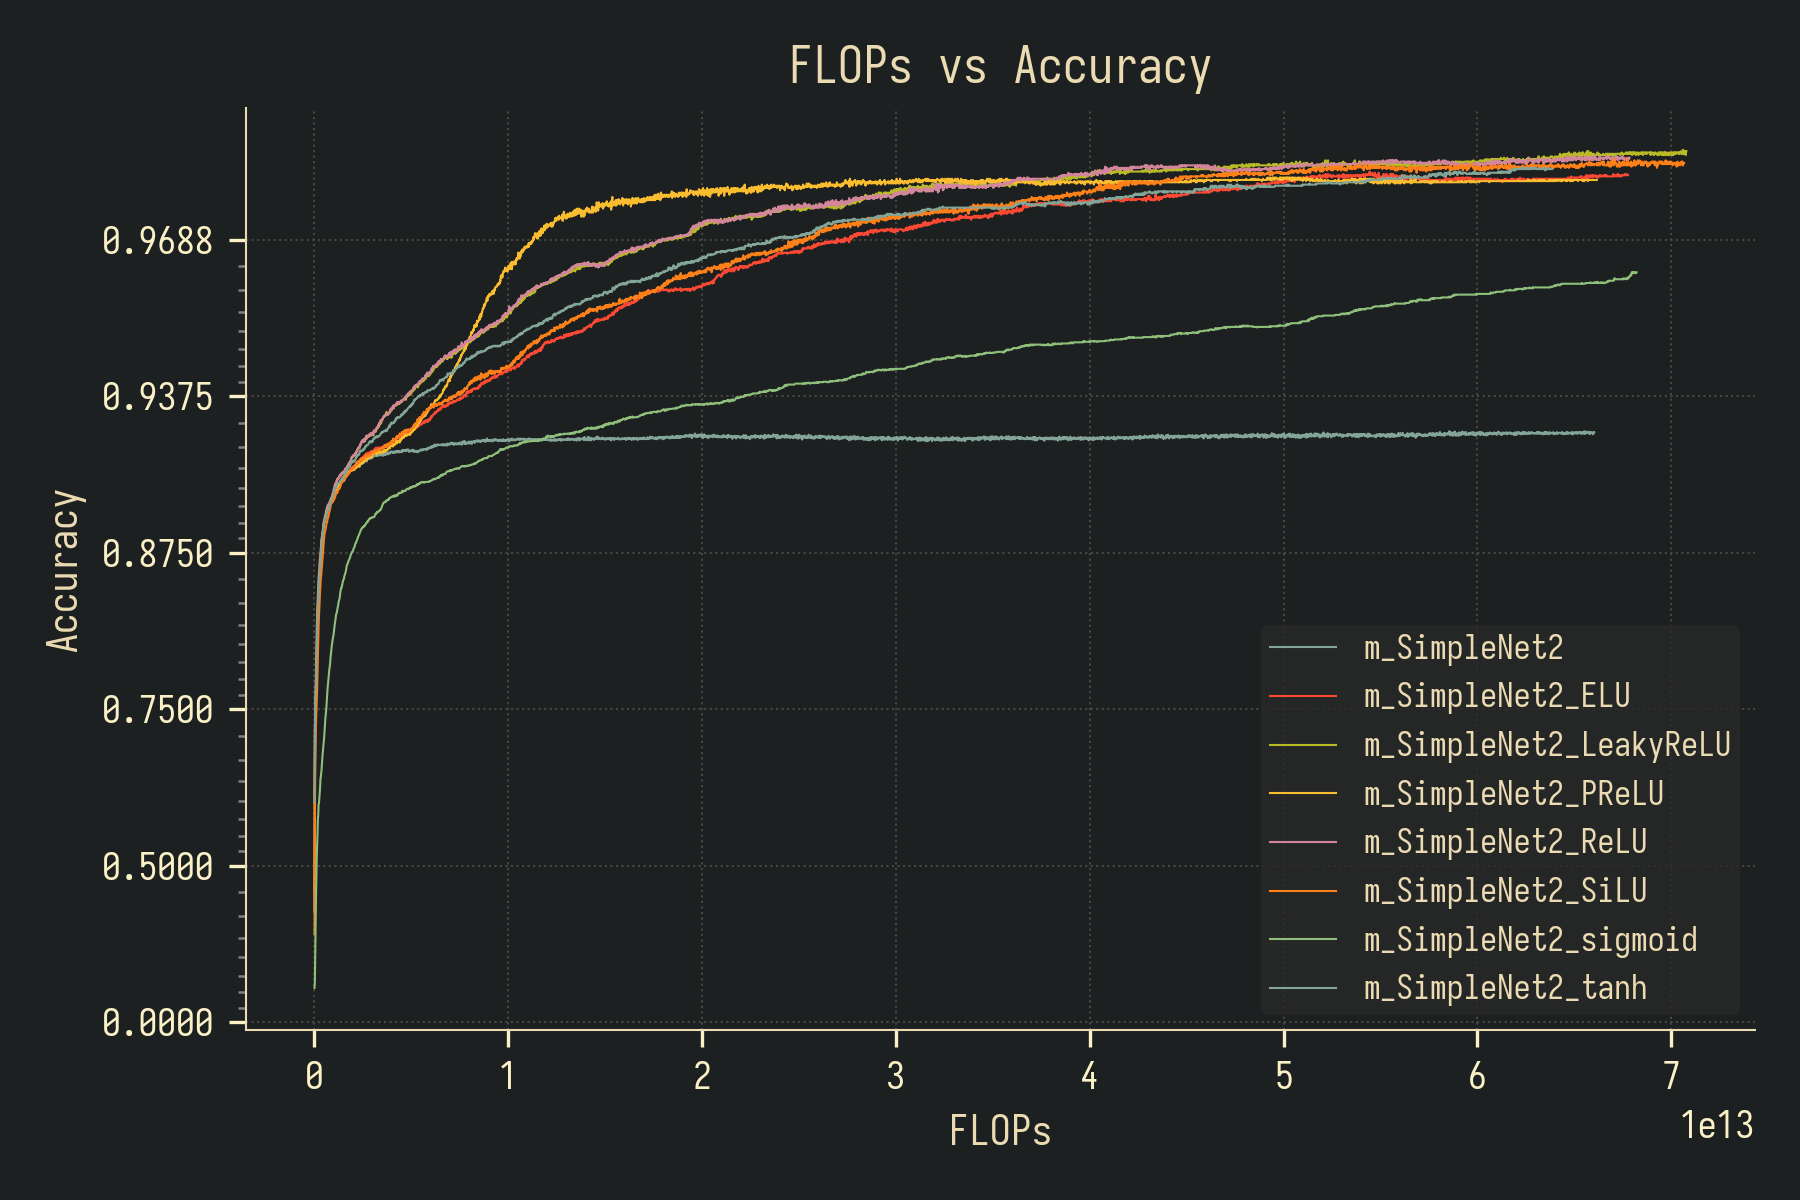 FLOPs vs Accuracy
Accuracy
0.9688
0.9375
0.8750
0.7500
0.5000
0.0000
m_SimpleNet2
m_SimpleNet2_ELU
m_SimpleNet2_LeakyReLU
m_SimpleNet2_PReLU
m_SimpleNet2_ReLU
m_SimpleNet2_SiLU
m_SimpleNet2_sigmoid
m_SimpleNet2_tanh
0 1 2 3 4 5 6 7
FLOPs
1e13